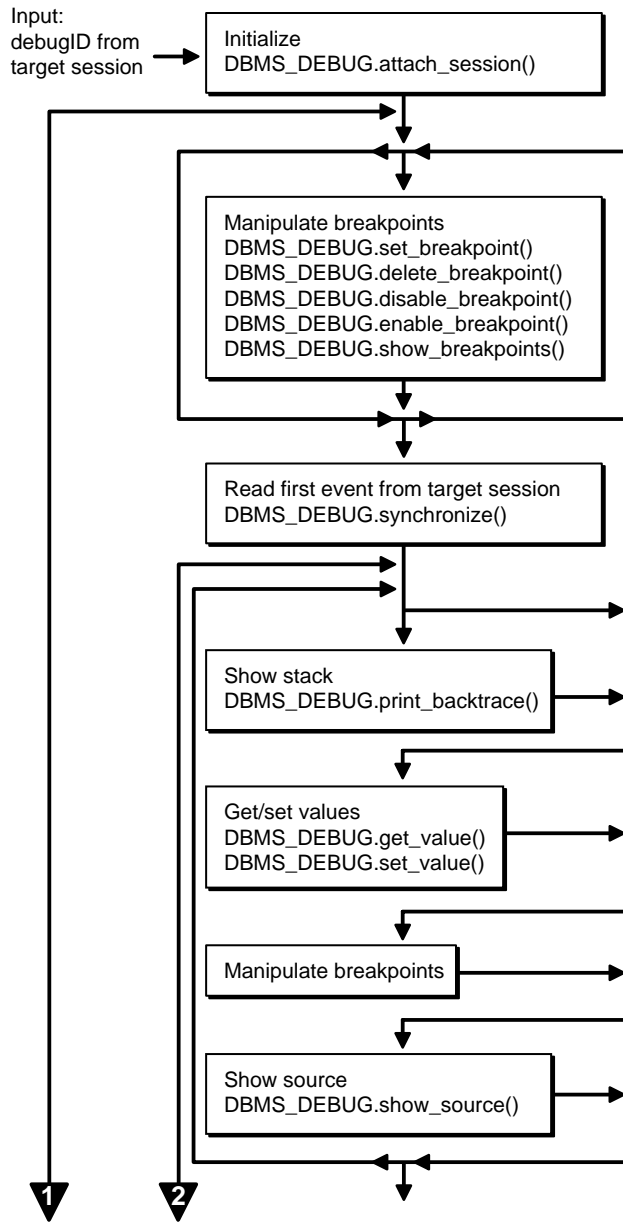 Input:
debugID from
target session
Initialize
DBMS_DEBUG.attach_session()
Manipulate breakpoints
DBMS_DEBUG.set_breakpoint()
DBMS_DEBUG.delete_breakpoint()
DBMS_DEBUG.disable_breakpoint()
DBMS_DEBUG.enable_breakpoint()
DBMS_DEBUG.show_breakpoints()
Read first event from target session
DBMS_DEBUG.synchronize()
Show stack
DBMS_DEBUG.print_backtrace()
Get/set values
DBMS_DEBUG.get_value()
DBMS_DEBUG.set_value()
Manipulate breakpoints
Show source
DBMS_DEBUG.show_source()
1
2